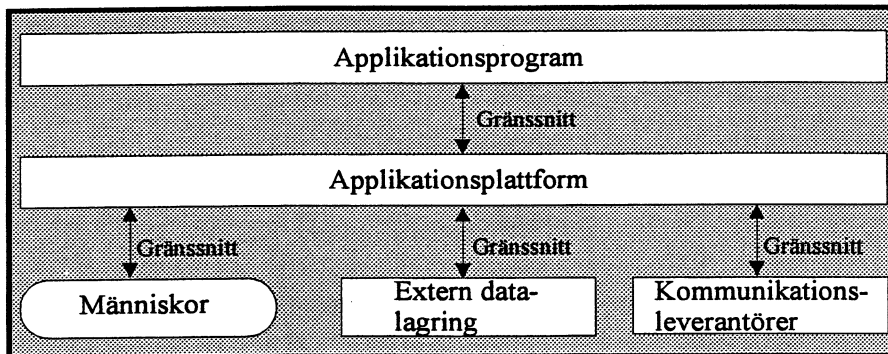 Applikationsprogram
Gränssnitt
Applikationsplattform
Gränssnitt
Gränssnitt
Gränssnitt
Människor
Extern data-
lagring
Kommunikations-
leverantörer